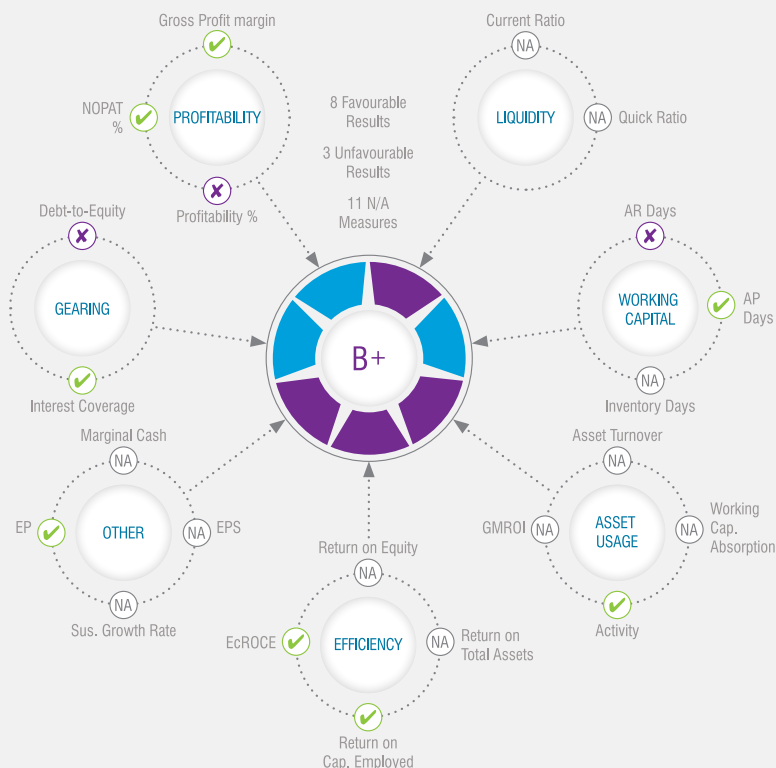 Gross Profit margin
NOPAT
%
PROFITABILITY
Profitability %
8 Favourable
Results
3 Unfavourable
Results
11 N/A
Measures
Current Ratio
NA
LIQUIDITY
NA
Quick Ratio
Debt-to-Equity
GEARING
Interest Coverage
AR Days
WORKING
CAPITAL
AP
Days
NA
Inventory Days
B+
Marginal Cash
NA
EP
OTHER
NA
EPS
NA
Sus. Growth Rate
Asset Turnover
NA
GMROI
NA
ASSET
USAGE
NA
Working
Cap.
Absorption
Activity
Return on Equity
NA
EcROCE
EFFICIENCY
NA
Return on
Total Assets
Return on
Cap. Employed